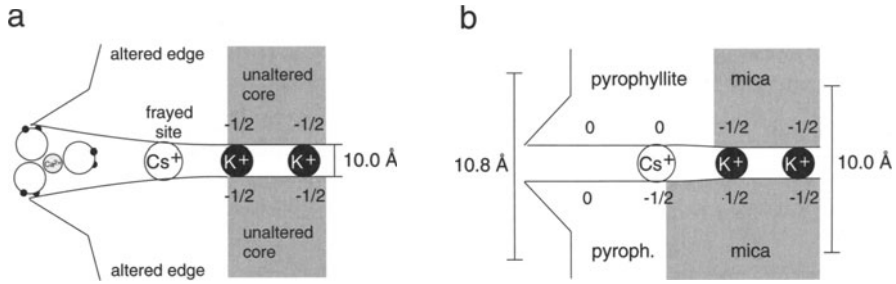 a
altered edge
unaltered
core
frayed
site
-1/2 -1/2
Ca²⁺
Cs⁺ K⁺ K⁺ 10.0 Å
-1/2 -1/2
unaltered
core
altered edge
b
pyrophyllite mica
0 0 -1/2 -1/2
10.8 Å Cs⁺ K⁺ K⁺ 10.0 Å
0 -1/2 -1/2 -1/2
pyroph. mica